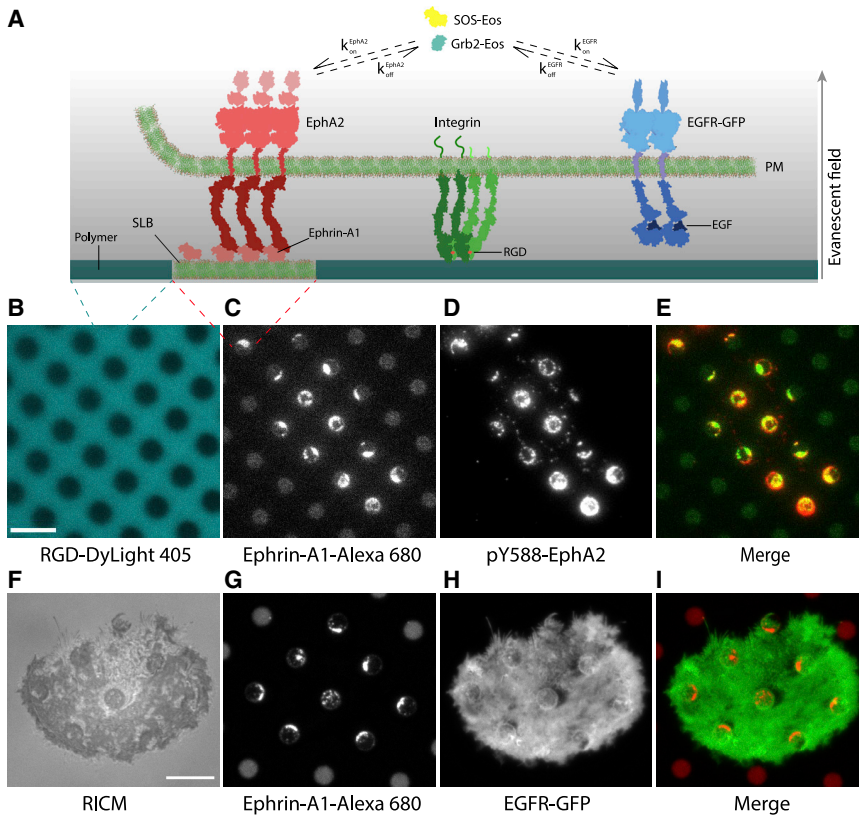 A
SOS-Eos
Grb2-Eos
k on EphA2
k off EphA2
k on EGFR
k off EGFR
EphA2
Integrin
EGFR-GFP
PM
SLB
Polymer
Ephrin-A1
RGD
EGF
Evanescent field
B
C
D
E
RGD-DyLight 405
Ephrin-A1-Alexa 680
pY588-EphA2
Merge
F
G
H
I
RICM
Ephrin-A1-Alexa 680
EGFR-GFP
Merge